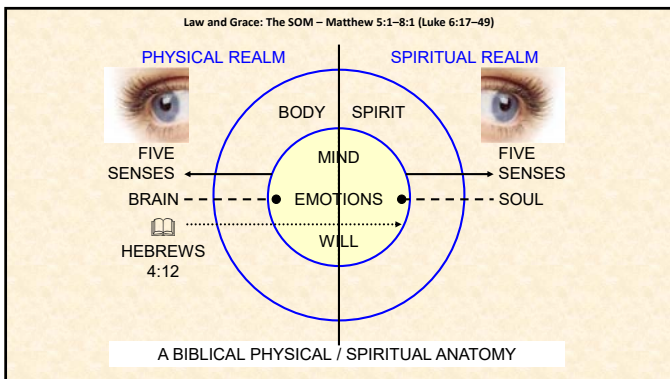 Law and Grace: The SOM – Matthew 5:1–8:1 (Luke 6:17–49)
PHYSICAL REALM
SPIRITUAL REALM
BODY
SPIRIT
MIND
FIVE
SENSES
FIVE
SENSES
BRAIN
EMOTIONS
SOUL
WILL
HEBREWS
4:12
A BIBLICAL PHYSICAL / SPIRITUAL ANATOMY